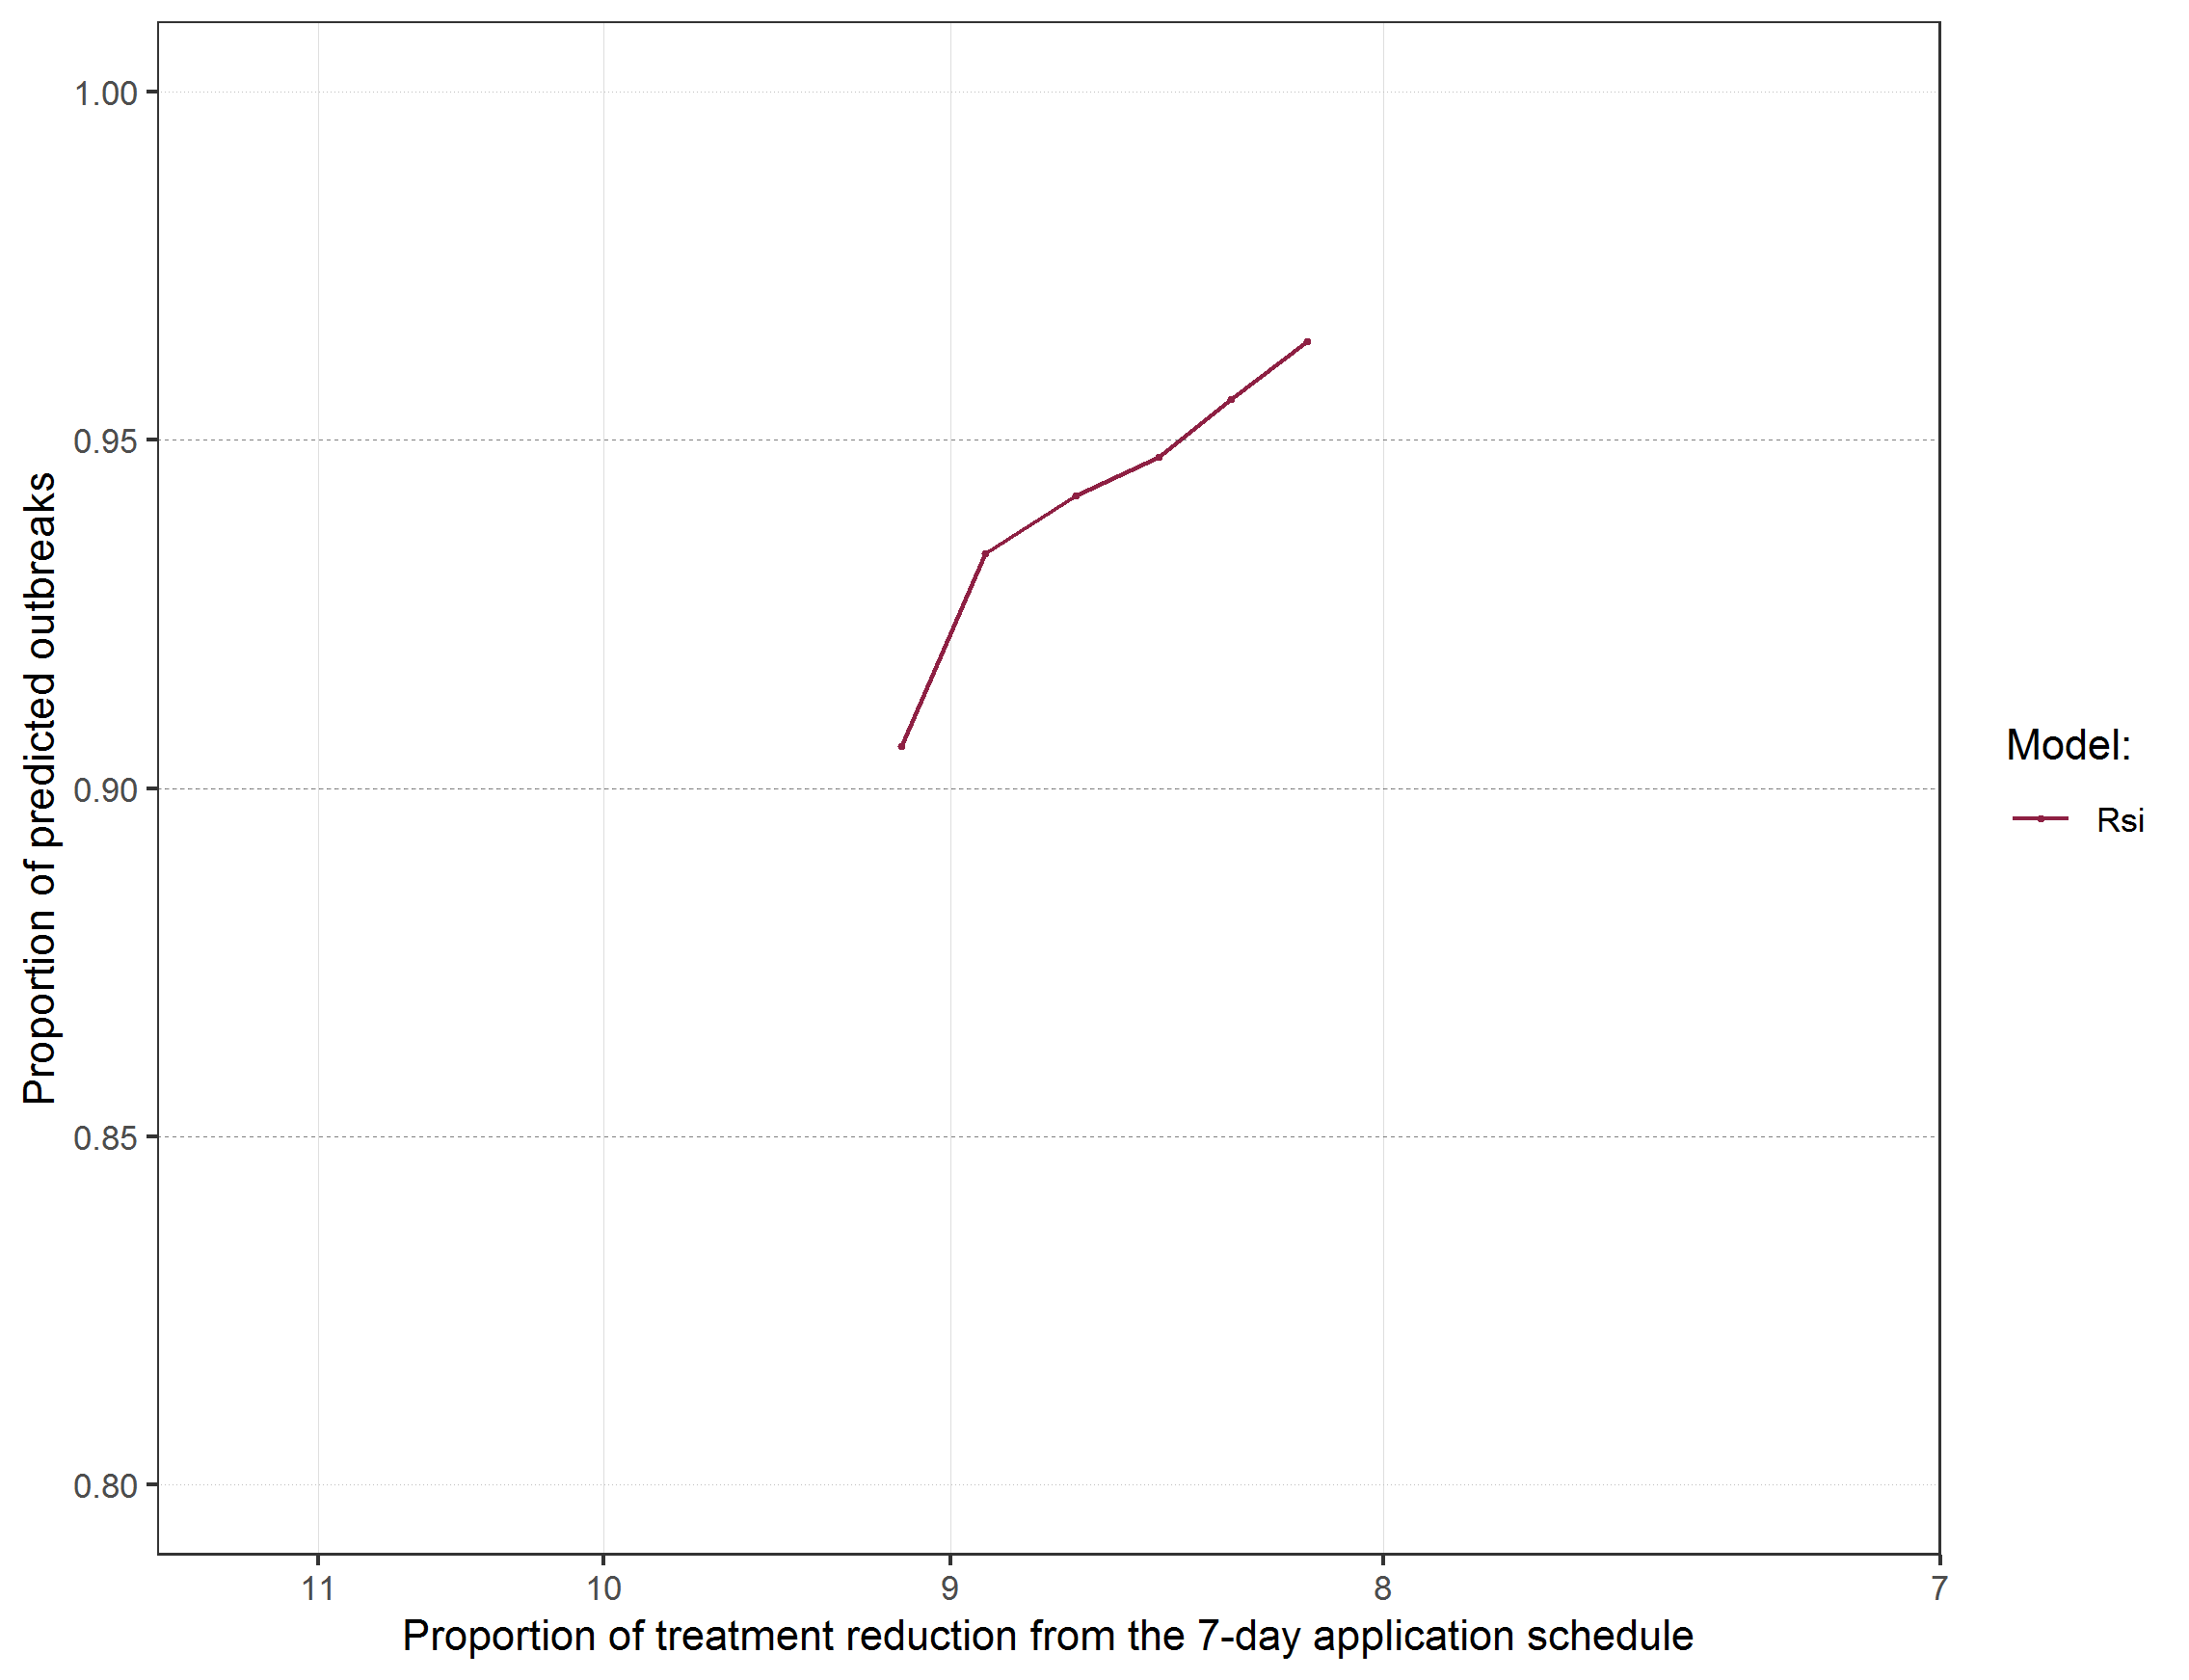 1.00
0.95
0.90
0.85
0.80
Proportion of predicted outbreaks
11 10 9 8 7
Proportion of treatment reduction from the 7-day application schedule
Model:
Rsi